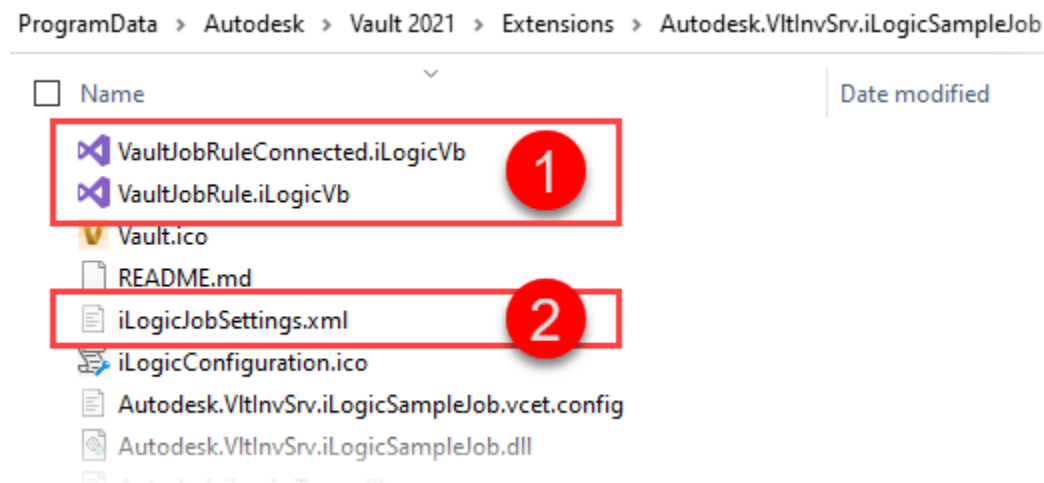 ProgramData > Autodesk > Vault 2021 > Extensions > Autodesk.VltInvSrv.iLogicSampleJob
Name Date modified
VaultJobRuleConnected.iLogicVb
1
VaultJobRule.iLogicVb
Vault.ico
README.md
iLogicJobSettings.xml 2
iLogicConfiguration.ico
Autodesk.VltInvSrv.iLogicSampleJob.vcet.config
Autodesk.VltInvSrv.iLogicSampleJob.dll